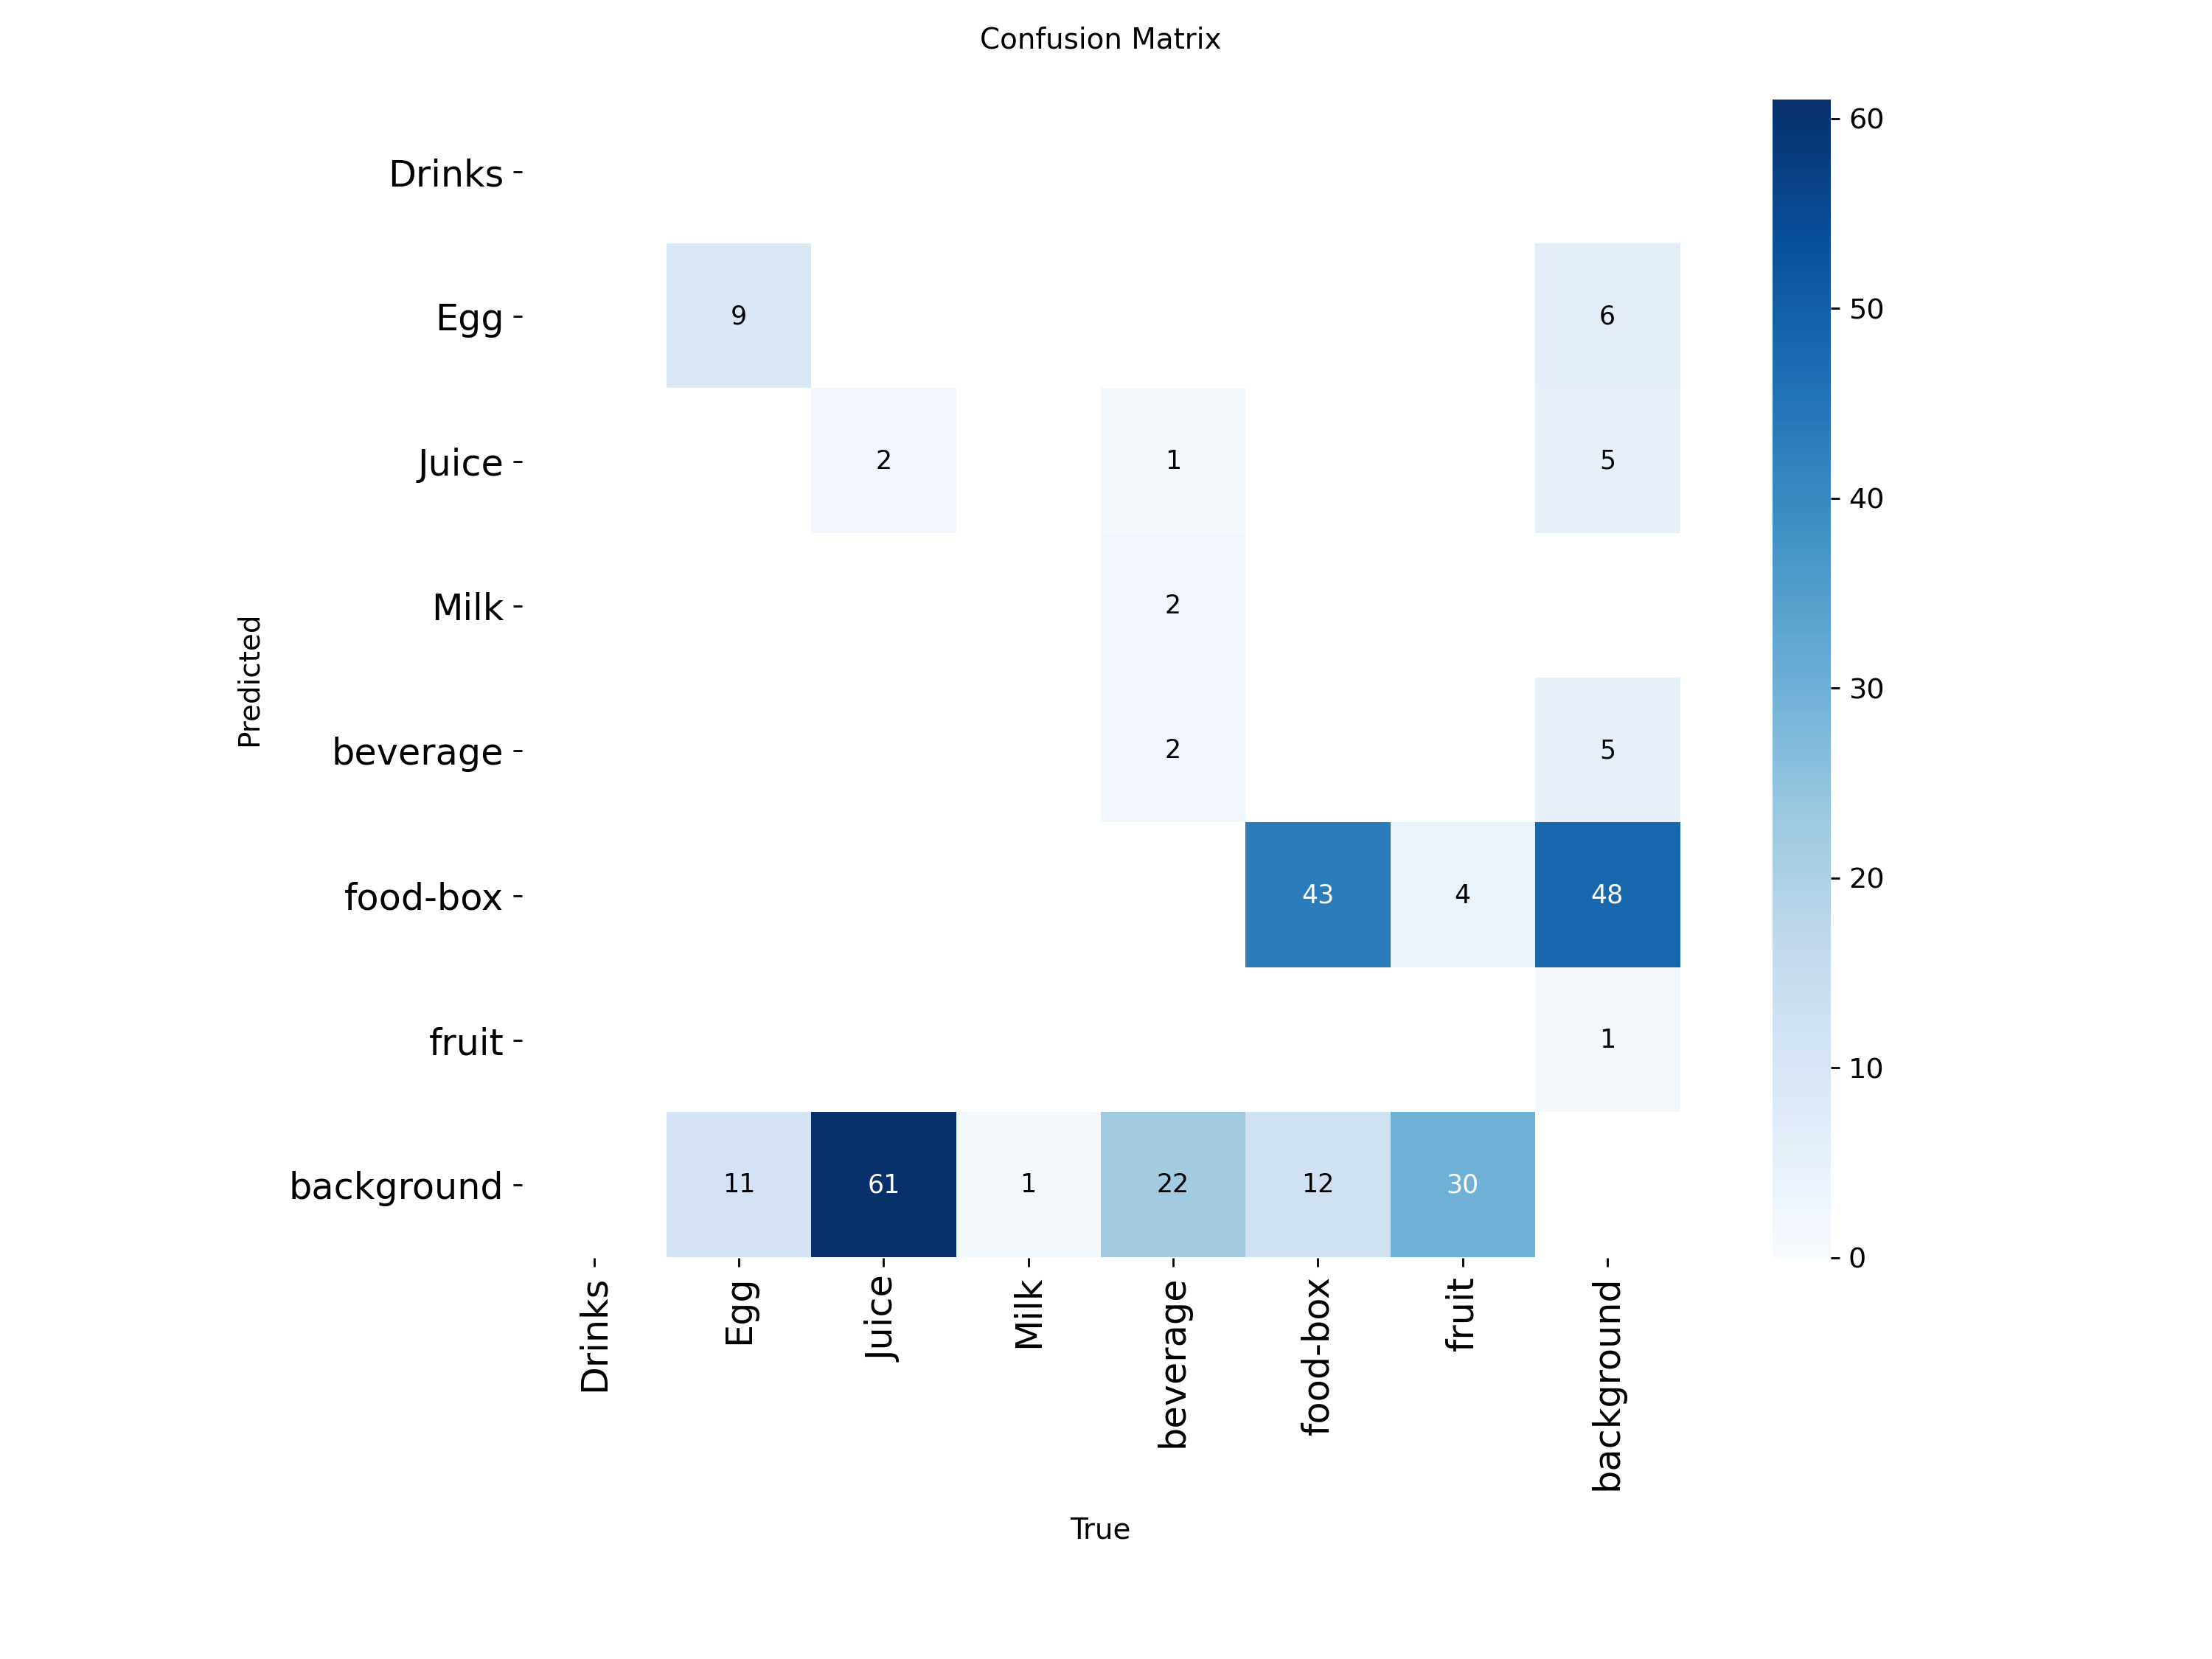 Confusion Matrix
Drinks
Egg 9 6
Juice 2 1 5
Milk 2
beverage 2 5
food-box 43 4 48
fruit 1
background 11 61 1 22 12 30
Predicted
Drinks Egg Juice Milk beverage food-box fruit background
True
60
50
40
30
20
10
0